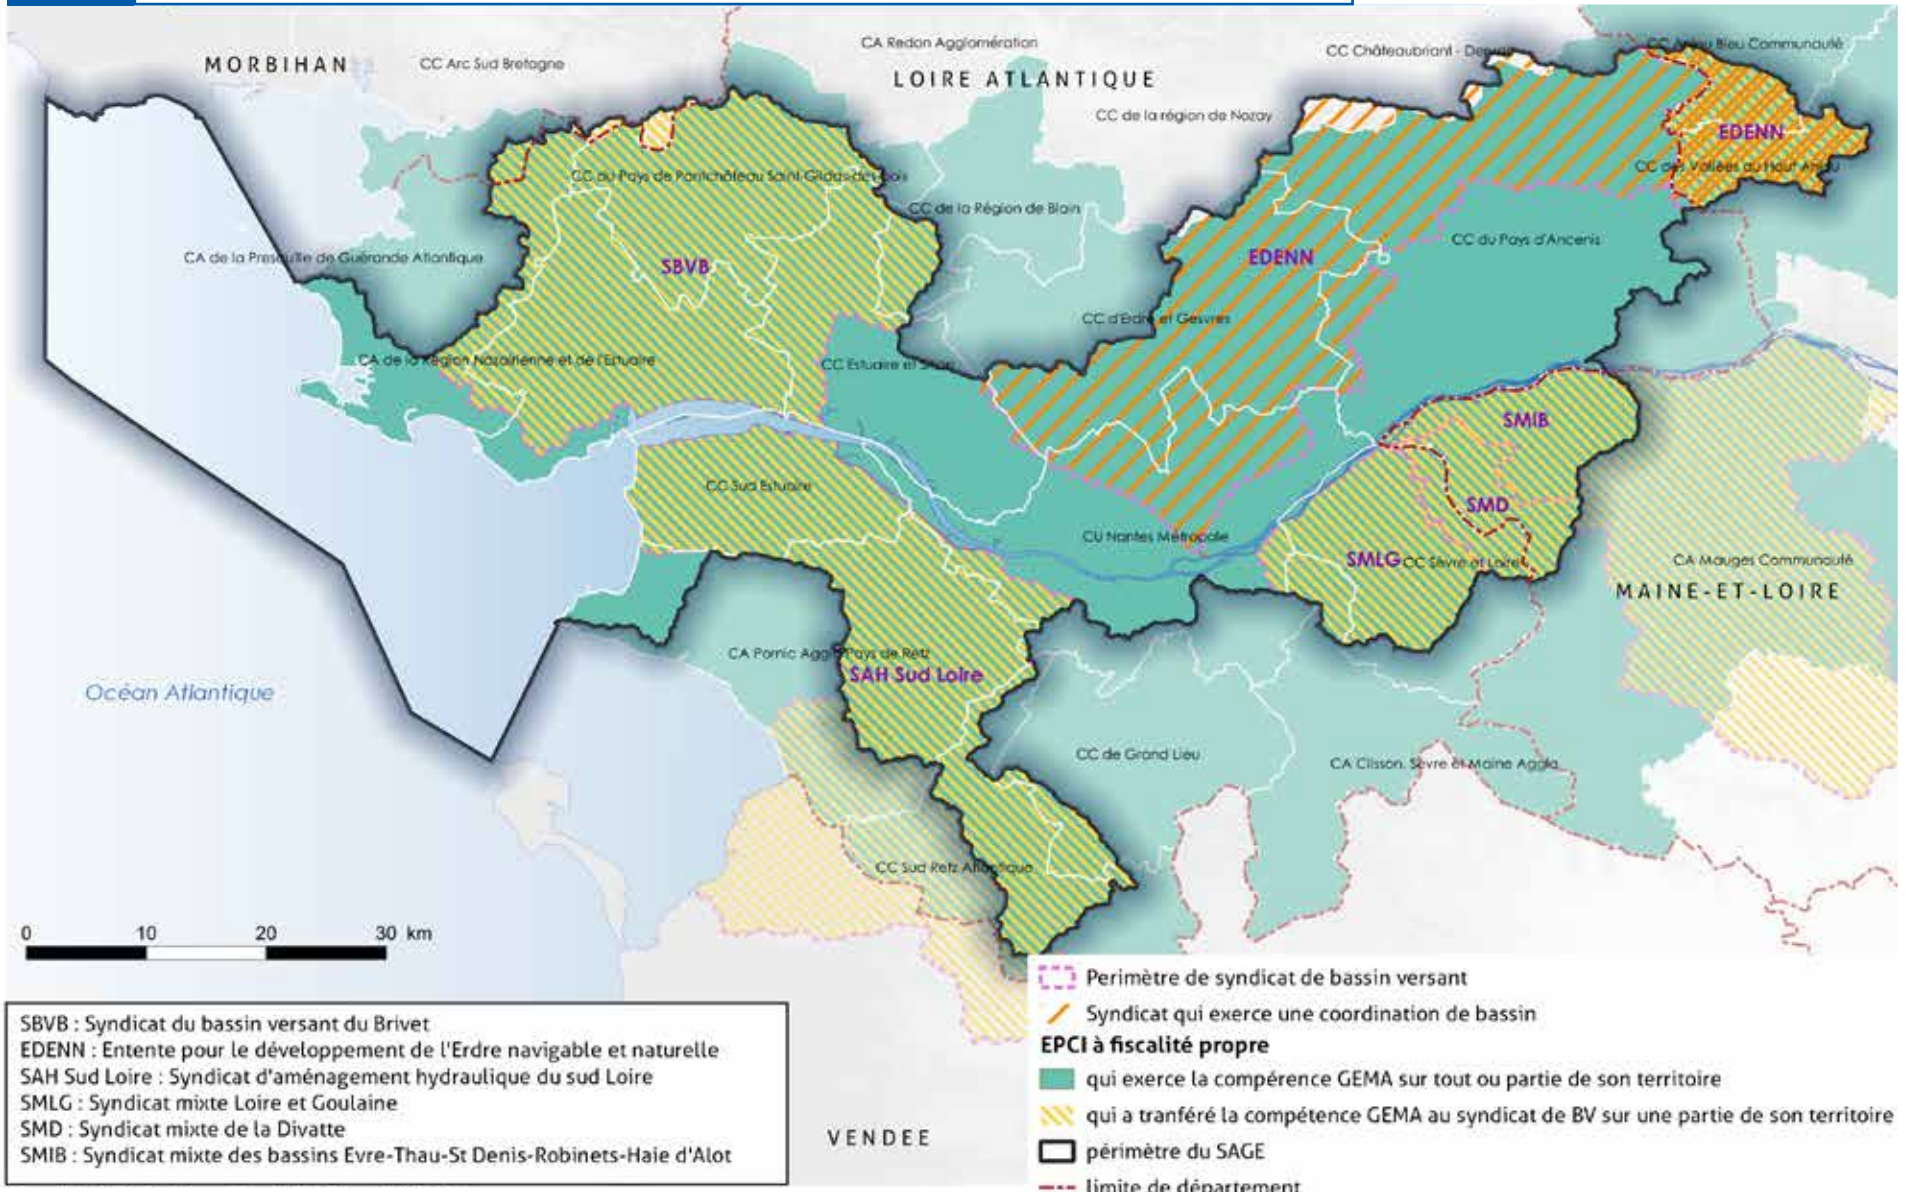 MORBIHAN
CC Arc Sud Bretagne
CA Redon Agglomération
LOIRE ATLANTIQUE
CC Châteaubriant - Derval
CC Anjou Bleu Communauté
CC de la région de Nozay
EDENN
CC des Vallées du Haut Anjou
CC du Pays de Pontchâteau Saint-Gildas-des-Bois
CC de la Région de Blain
CC du Pays d'Ancenis
CA de la Presqu'île de Guérande Atlantique
SBVB
EDENN
CC d'Erdre et Gesvres
CA de la Région Nazairienne et de l'Estuaire
CC Estuaire et Sillon
SMIB
CC Sud Estuaire
SMD
CU Nantes Métropole
SMLG
CC Sèvre et Loire
CA Mauges Communauté
MAINE-ET-LOIRE
CA Pornic Agglo Pays de Retz
SAH Sud Loire
Océan Atlantique
CC de Grand Lieu
CA Clisson, Sèvre et Maine Agglo
CC Sud Retz Atlantique
0 10 20 30 km
VENDEE
SBVB : Syndicat du bassin versant du Brivet
EDENN : Entente pour le développement de l'Erdre navigable et naturelle
SAH Sud Loire : Syndicat d'aménagement hydraulique du sud Loire
SMLG : Syndicat mixte Loire et Goulaine
SMD : Syndicat mixte de la Divatte
SMIB : Syndicat mixte des bassins Evre-Thau-St Denis-Robinets-Haie d'Alot
Perimètre de syndicat de bassin versant
Syndicat qui exerce une coordination de bassin
EPCI à fiscalité propre
qui exerce la compérence GEMA sur tout ou partie de son territoire
qui a tranféré la compétence GEMA au syndicat de BV sur une partie de son territoire
périmètre du SAGE
limite de département